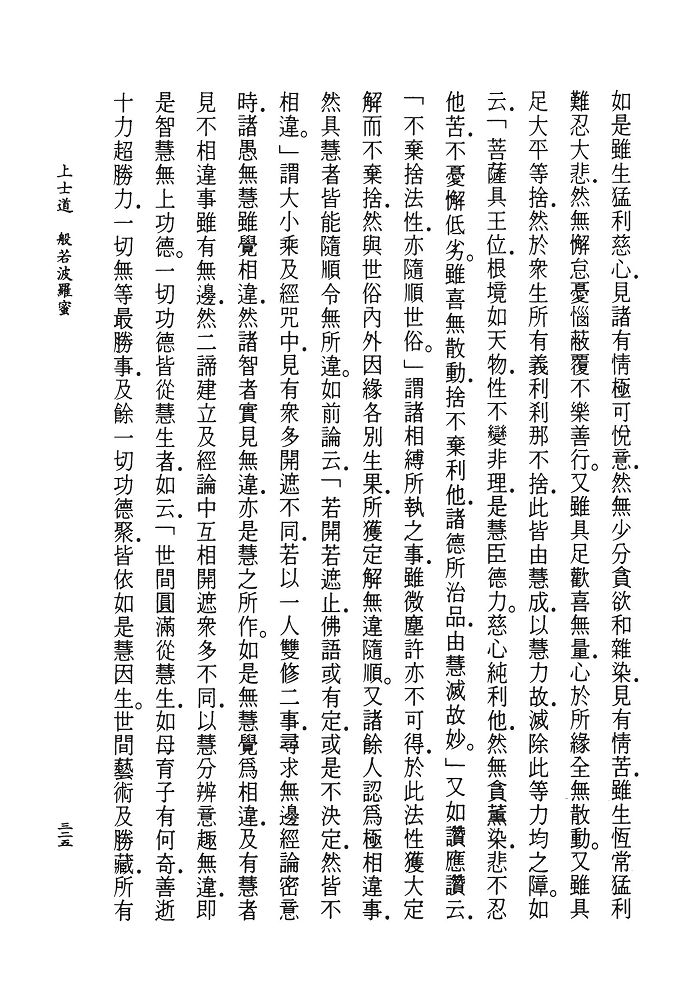 如是雖生猛利慈心．見諸有情極可悅意．然無少分貪欲和雜染．見有情苦．雖生恆常猛利
難忍大悲．然無懈怠憂惱蔽覆不樂善行。又雖具足歡喜無量．心於所緣全無散動。又雖具
足大平等捨．然於衆生所有義利刹那不捨．此皆由慧成．以慧力故．滅除此等力均之障。如
云．「菩薩具王位．根境如天物．性不變非理．是慧臣德力。慈心純利他．然無貪薰染．悲不忍
他苦．不憂懈低劣。雖喜無散動．捨不棄利他．諸德所治品．由慧滅故妙。」又如讚應讚云．
「不棄捨法性．亦隨順世俗。」謂諸相縛所執之事．雖微塵許亦不可得．於此法性獲大定
解而不棄捨．然與世俗內外因緣各別生果．所獲定解無違隨順。又諸餘人認爲極相違事．
然具慧者皆能隨順令無所違。如前論云．「若開若遮止．佛語或有定．或是不決定．然皆不
相違。」謂大小乘及經咒中．見有衆多開遮不同．若以一人雙修二事．尋求無邊經論密意
時．諸愚無慧雖覺相違．然諸智者實見無違．亦是慧之所作。如是無慧覺爲相違．及有慧者
見不相違事雖有無邊．然二諦建立及經論中互相開遮衆多不同．以慧分辨意趣無違．即
是智慧無上功德。一切功德皆從慧生者．如云．「世間圓滿從慧生．如母育子有何奇．善逝
十力超勝力．一切無等最勝事．及餘一切功德聚．皆依如是慧因生。世間藝術及勝藏．所有
上士道 般若波羅蜜
三二五